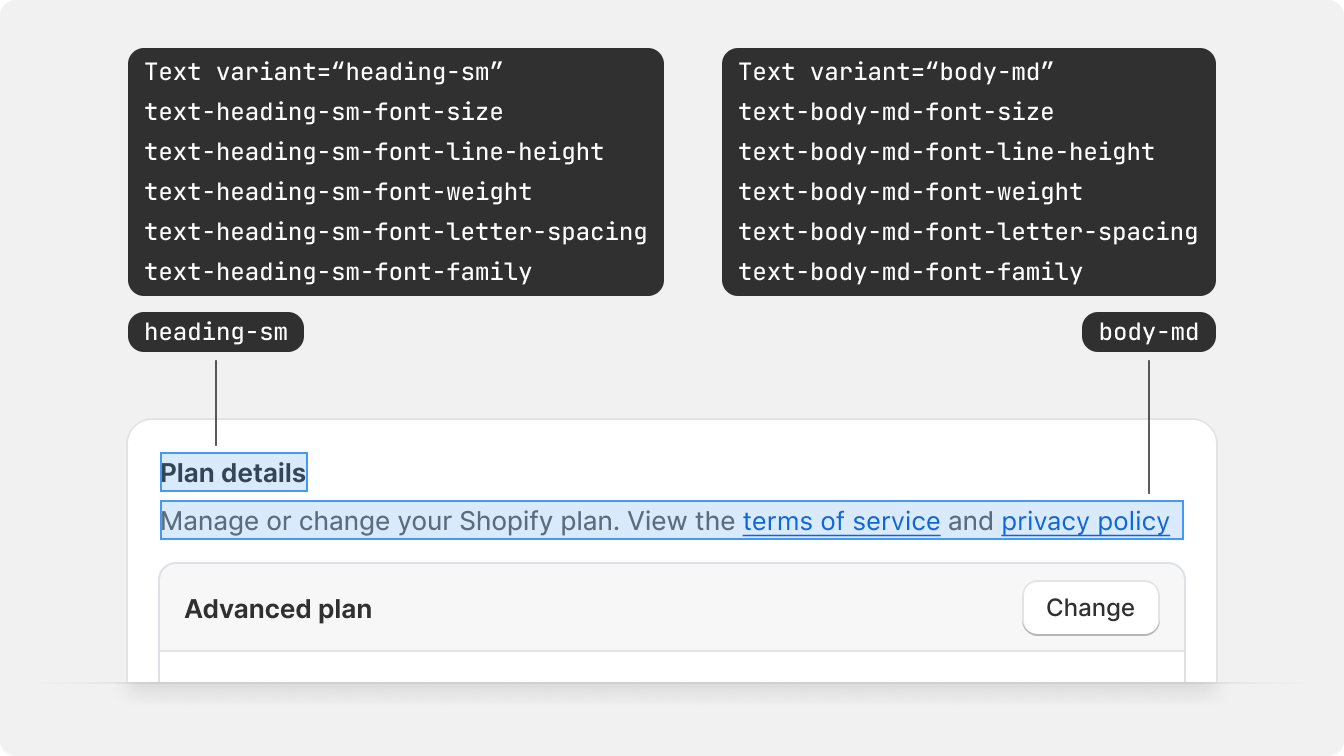 Text variant=“heading-sm”
text-heading-sm-font-size
text-heading-sm-font-line-height
text-heading-sm-font-weight
text-heading-sm-font-letter-spacing
text-heading-sm-font-family
Text variant=“body-md”
text-body-md-font-size
text-body-md-font-line-height
text-body-md-font-weight
text-body-md-font-letter-spacing
text-body-md-font-family
heading-sm
body-md
Plan details
Manage or change your Shopify plan. View the terms of service and privacy policy
Advanced plan
Change